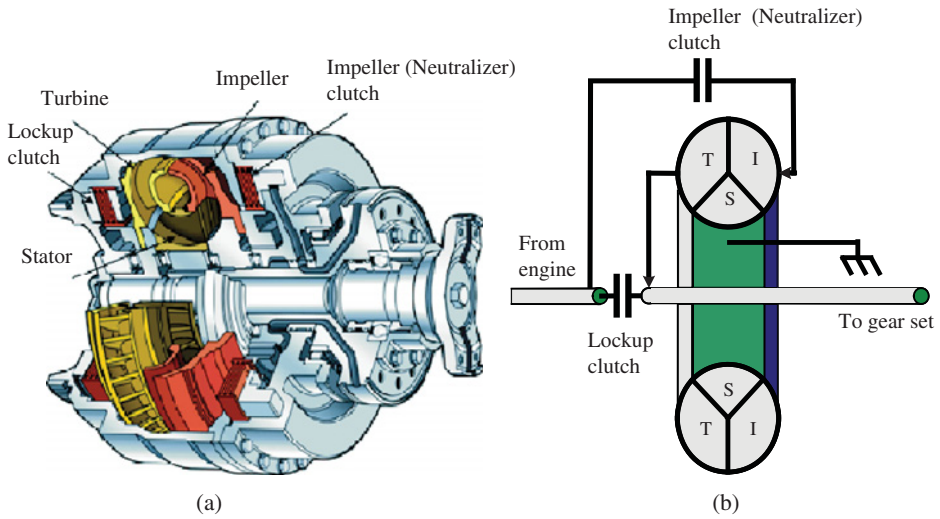 Impeller (Neutralizer)
clutch
Impeller
Turbine
Lockup
clutch
Stator
(a)
Impeller (Neutralizer)
clutch
T
I
S
From
engine
Lockup
clutch
To gear set
S
T
I
(b)